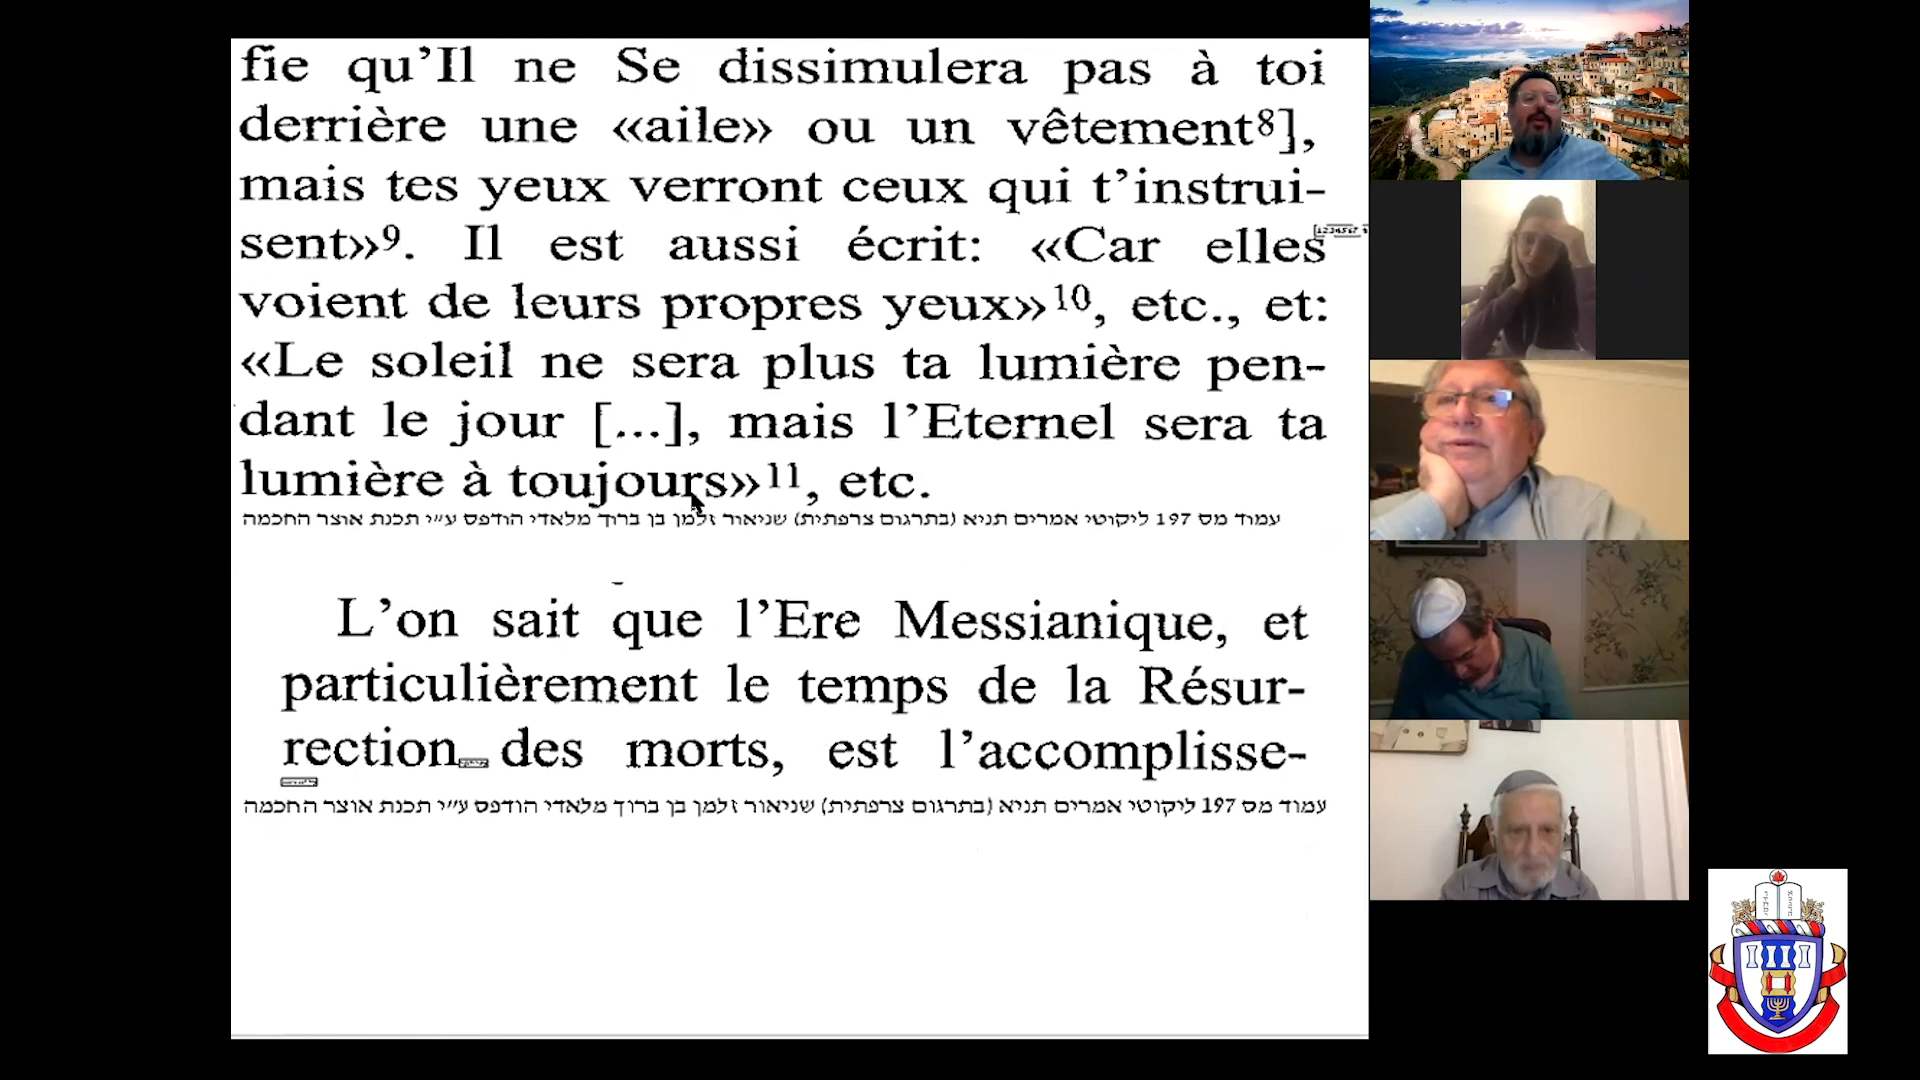 fie qu’Il ne Se dissimulera pas à toi
derrière une «aile» ou un vêtement8],
mais tes yeux verront ceux qui t’instrui-
sent»9. Il est aussi écrit: «Car elles
voient de leurs propres yeux»10, etc., et:
«Le soleil ne sera plus ta lumière pen-
dant le jour [...], mais l’Eternel sera ta
lumière à toujours»11, etc.
עמוד מס 197 ליקוטי אמרים תניא (בתרגום צרפתית) שניאור זלמן בן ברוך מלאדי הודפס ע״י תכנת אוצר החכמה
L’on sait que l’Ere Messianique, et
particulièrement le temps de la Résur-
rection des morts, est l’accomplisse-
עמוד מס 197 ליקוטי אמרים תניא (בתרגום צרפתית) שניאור זלמן בן ברוך מלאדי הודפס ע״י תכנת אוצר החכמה